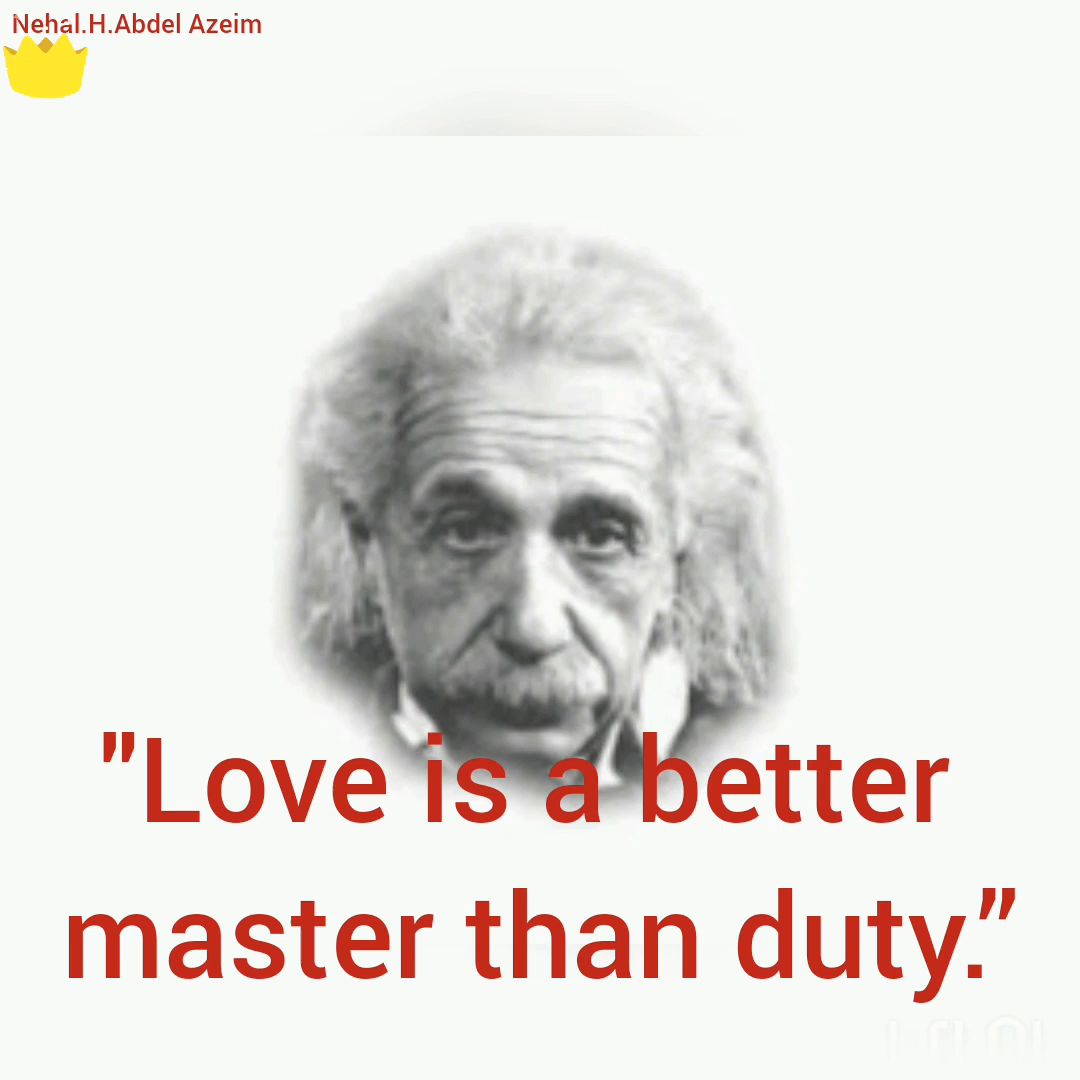 Nehal.H.Abdel Azeim
"Love is a better
master than duty.”